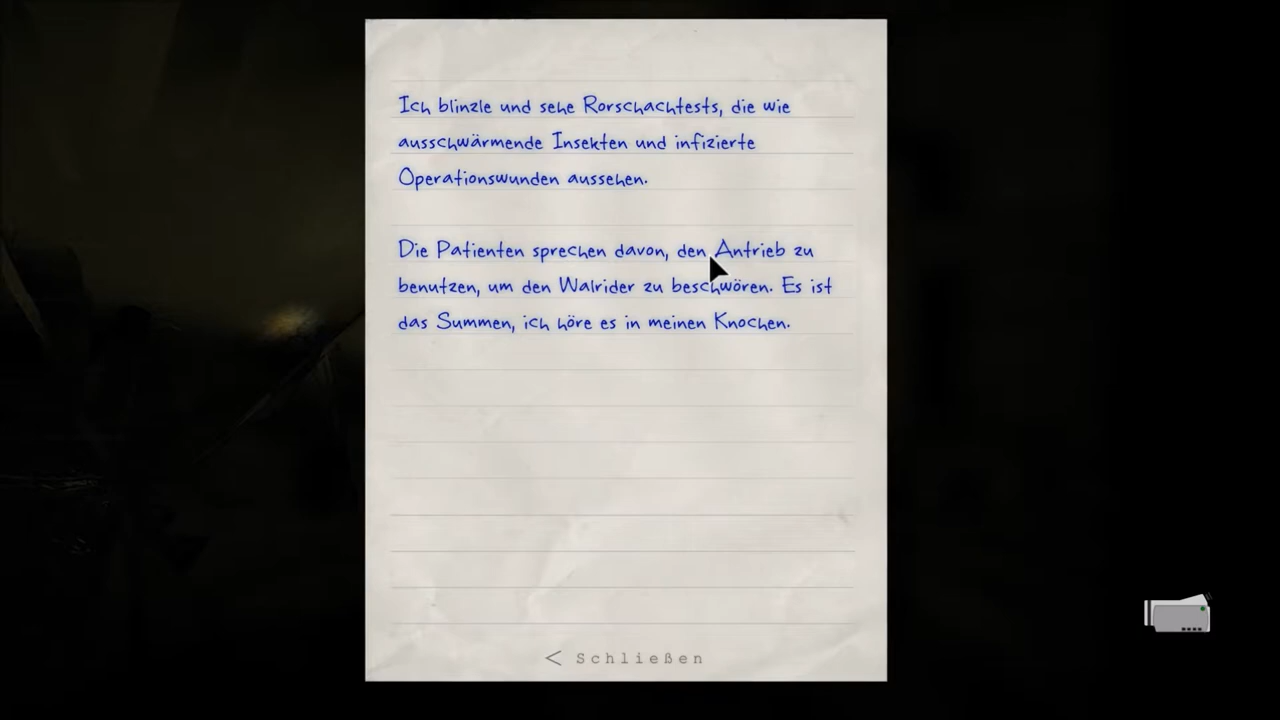 Ich blinzle und sehe Rorschachtests, die wie
ausschwärmende Insekten und infizierte
Operationswunden aussehen.
Die Patienten sprechen davon, den Antrieb zu
benutzen, um den Walrider zu beschwören. Es ist
das Summen, ich höre es in meinen Knochen.
< Schließen